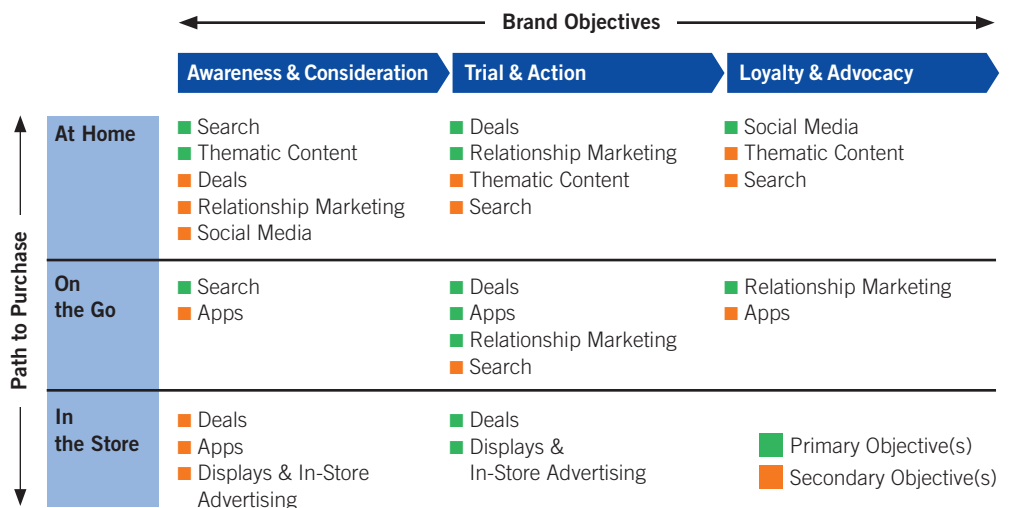 Brand Objectives
Awareness & Consideration
Trial & Action
Loyalty & Advocacy
Path to Purchase
At Home
Search
Thematic Content
Deals
Relationship Marketing
Social Media
Deals
Relationship Marketing
Thematic Content
Search
Social Media
Thematic Content
Search
On
the Go
Search
Apps
Deals
Apps
Relationship Marketing
Search
Relationship Marketing
Apps
In
the Store
Deals
Apps
Displays & In-Store
Advertising
Deals
Displays &
In-Store Advertising
Primary Objective(s)
Secondary Objective(s)